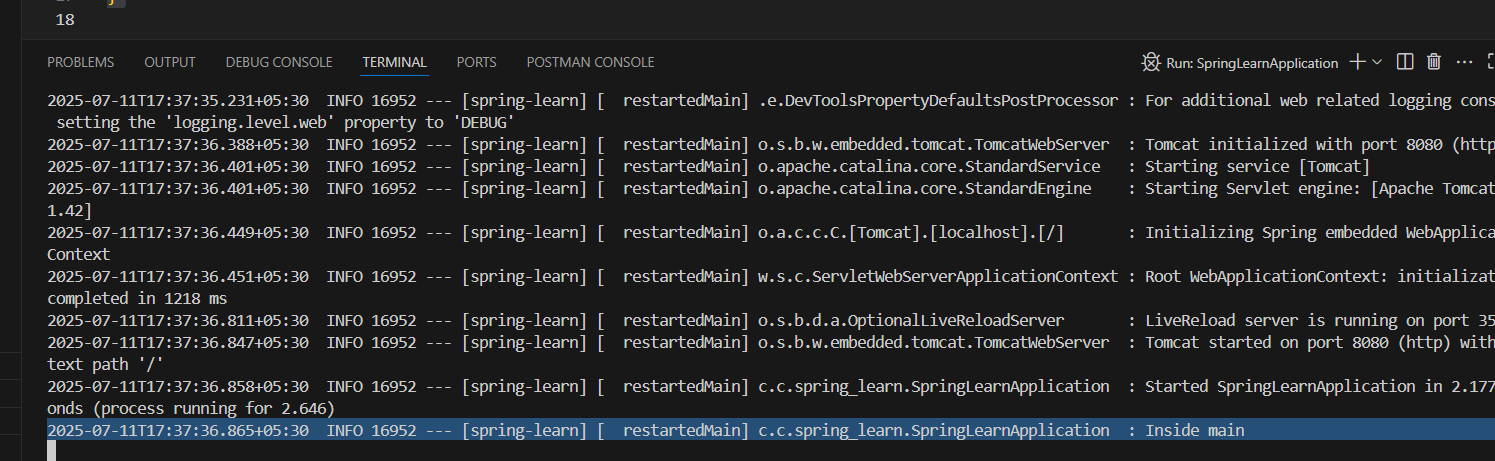 18
PROBLEMS OUTPUT DEBUG CONSOLE TERMINAL PORTS POSTMAN CONSOLE Run: SpringLearnApplication
2025-07-11T17:37:35.231+05:30  INFO 16952 --- [spring-learn] [  restartedMain] .e.DevToolsPropertyDefaultsPostProcessor : For additional web related logging cons
 setting the 'logging.level.web' property to 'DEBUG'
2025-07-11T17:37:36.388+05:30  INFO 16952 --- [spring-learn] [  restartedMain] o.s.b.w.embedded.tomcat.TomcatWebServer  : Tomcat initialized with port 8080 (http
2025-07-11T17:37:36.401+05:30  INFO 16952 --- [spring-learn] [  restartedMain] o.apache.catalina.core.StandardService   : Starting service [Tomcat]
2025-07-11T17:37:36.401+05:30  INFO 16952 --- [spring-learn] [  restartedMain] o.apache.catalina.core.StandardEngine    : Starting Servlet engine: [Apache Tomcat
1.42]
2025-07-11T17:37:36.449+05:30  INFO 16952 --- [spring-learn] [  restartedMain] o.a.c.c.C.[Tomcat].[localhost].[/]       : Initializing Spring embedded WebApplica
Context
2025-07-11T17:37:36.451+05:30  INFO 16952 --- [spring-learn] [  restartedMain] w.s.c.ServletWebServerApplicationContext : Root WebApplicationContext: initializat
completed in 1218 ms
2025-07-11T17:37:36.811+05:30  INFO 16952 --- [spring-learn] [  restartedMain] o.s.b.d.a.OptionalLiveReloadServer       : LiveReload server is running on port 35
2025-07-11T17:37:36.847+05:30  INFO 16952 --- [spring-learn] [  restartedMain] o.s.b.w.embedded.tomcat.TomcatWebServer  : Tomcat started on port 8080 (http) with
text path '/'
2025-07-11T17:37:36.858+05:30  INFO 16952 --- [spring-learn] [  restartedMain] c.c.spring_learn.SpringLearnApplication  : Started SpringLearnApplication in 2.177
onds (process running for 2.646)
2025-07-11T17:37:36.865+05:30  INFO 16952 --- [spring-learn] [  restartedMain] c.c.spring_learn.SpringLearnApplication  : Inside main